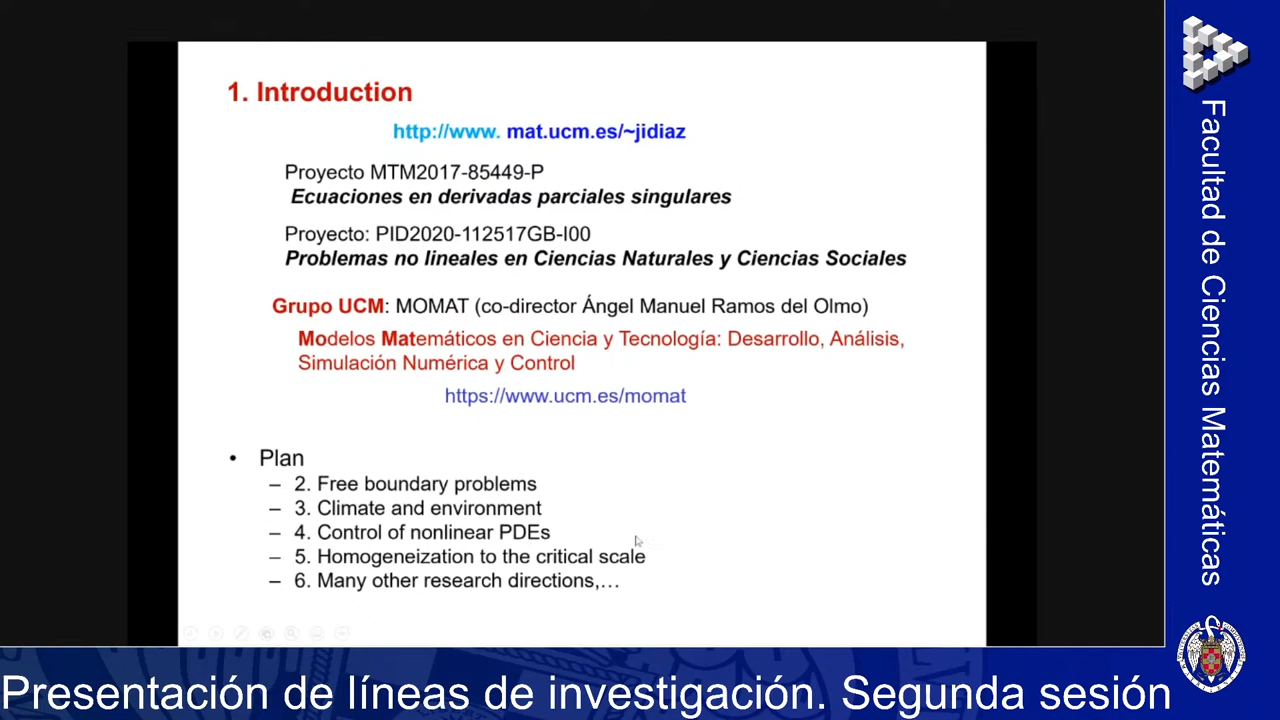 1. Introduction
http://www. mat.ucm.es/~jidiaz
Proyecto MTM2017-85449-P
Ecuaciones en derivadas parciales singulares
Proyecto: PID2020-112517GB-I00
Problemas no lineales en Ciencias Naturales y Ciencias Sociales
Grupo UCM: MOMAT (co-director Ángel Manuel Ramos del Olmo)
Modelos Matemáticos en Ciencia y Tecnología: Desarrollo, Análisis,
Simulación Numérica y Control
https://www.ucm.es/momat
• Plan
– 2. Free boundary problems
– 3. Climate and environment
– 4. Control of nonlinear PDEs
– 5. Homogeneization to the critical scale
– 6. Many other research directions,…
Facultad de Ciencias Matemáticas
Presentación de líneas de investigación. Segunda sesión